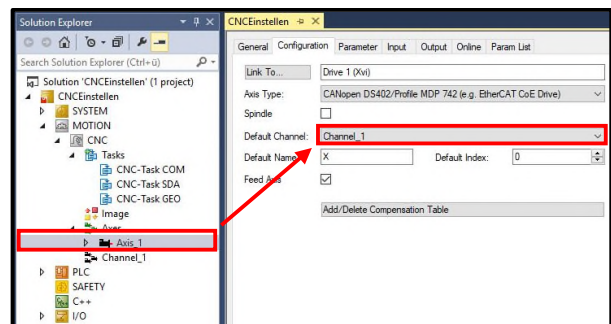 Solution Explorer
CNCEinstellen
General Configuration Parameter Input Output Online Param List
Search Solution Explorer (Ctrl+ü)
Solution 'CNCEinstellen' (1 project)
CNCEinstellen
SYSTEM
MOTION
CNC
Tasks
CNC-Task COM
CNC-Task SDA
CNC-Task GEO
Image
Axes
Axis_1
Channel_1
PLC
SAFETY
C++
I/O
Link To... Drive 1 (Xvi)
Axis Type: CANopen DS402/Profile MDP 742 (e.g. EtherCAT CoE Drive)
Spindle
Default Channel: Channel_1
Default Name: X Default Index: 0
Feed Axis
Add/Delete Compensation Table